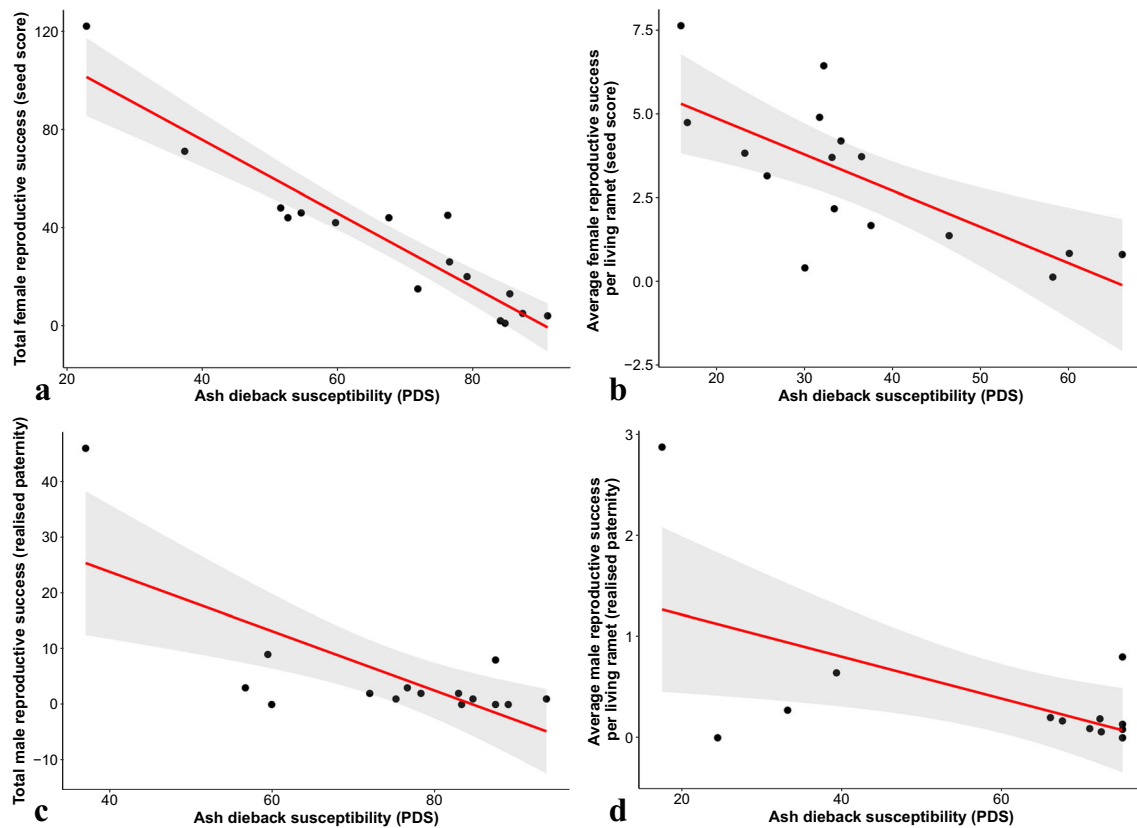 Total female reproductive success (seed score)
120
80
40
0
20
40
60
80
Ash dieback susceptibility (PDS)
a
Average female reproductive success
per living ramet (seed score)
7.5
5.0
2.5
0.0
−2.5
20
30
40
50
60
Ash dieback susceptibility (PDS)
b
Total male reproductive success (realised paternity)
40
30
20
10
0
−10
40
60
80
Ash dieback susceptibility (PDS)
c
Average male reproductive success
per living ramet (realised paternity)
3
2
1
0
20
40
60
Ash dieback susceptibility (PDS)
d